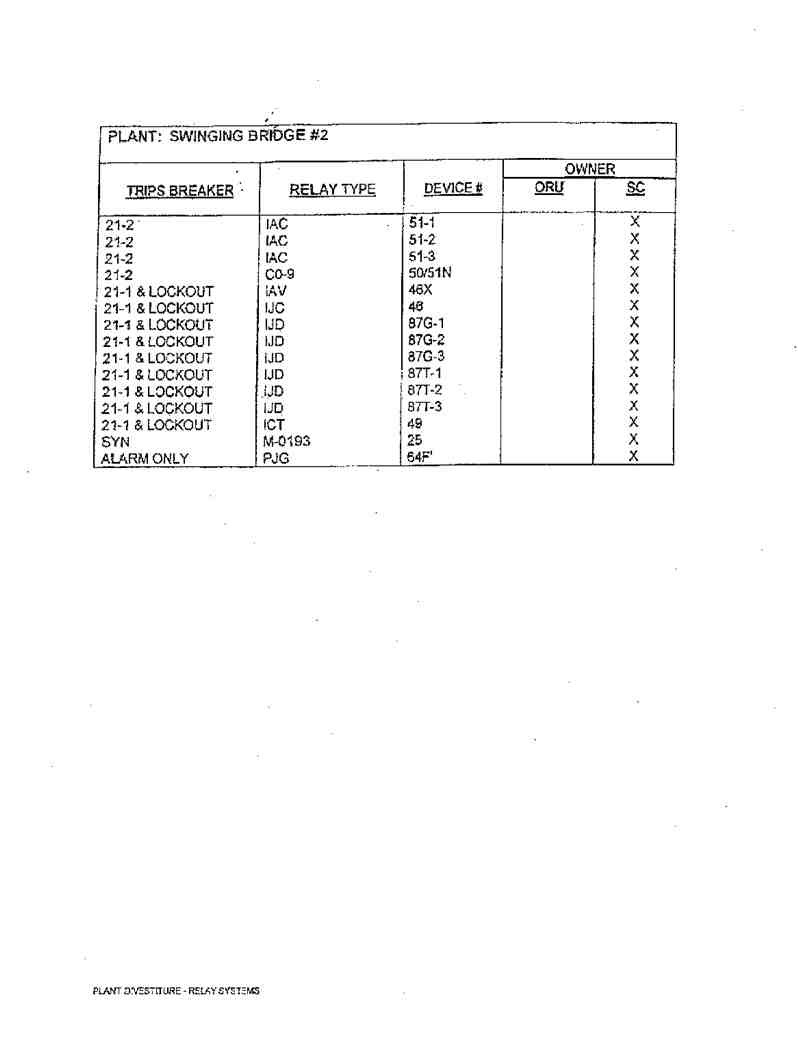 PLANT: SWINGING BRIDGE #2
OWNER
TRIPS BREAKER RELAY TYPE DEVICE # ORU SC
21-2 IAC 51-1 X
21-2 IAC 51-2 X
21-2 IAC 51-3 X
21-2 C0-9 50/51N X
21-1 & LOCKOUT IAV 46X X
21-1 & LOCKOUT IJC 46 X
21-1 & LOCKOUT IJD 87G-1 X
21-1 & LOCKOUT IJD 87G-2 X
21-1 & LOCKOUT IJD 87G-3 X
21-1 & LOCKOUT IJD 87T-1 X
21-1 & LOCKOUT IJD 87T-2 X
21-1 & LOCKOUT IJD 87T-3 X
21-1 & LOCKOUT ICT 49 X
SYN M-0193 25 X
ALARM ONLY PJG 64F X
PLANT DIVESTITURE - RELAY SYSTEMS